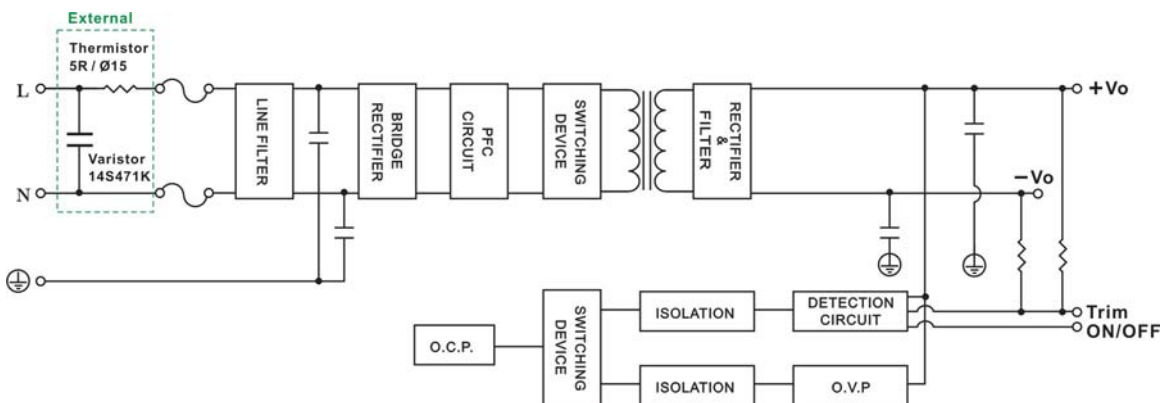 External
Thermistor
5R / Ø15
L
Varistor
14S471K
N
LINE FILTER
BRIDGE
RECTIFIER
PFC
CIRCUIT
SWITCHING
DEVICE
RECTIFIER
&
FILTER
+Vo
−Vo
Trim
ON/OFF
O.C.P.
SWITCHING
DEVICE
ISOLATION
DETECTION
CIRCUIT
ISOLATION
O.V.P